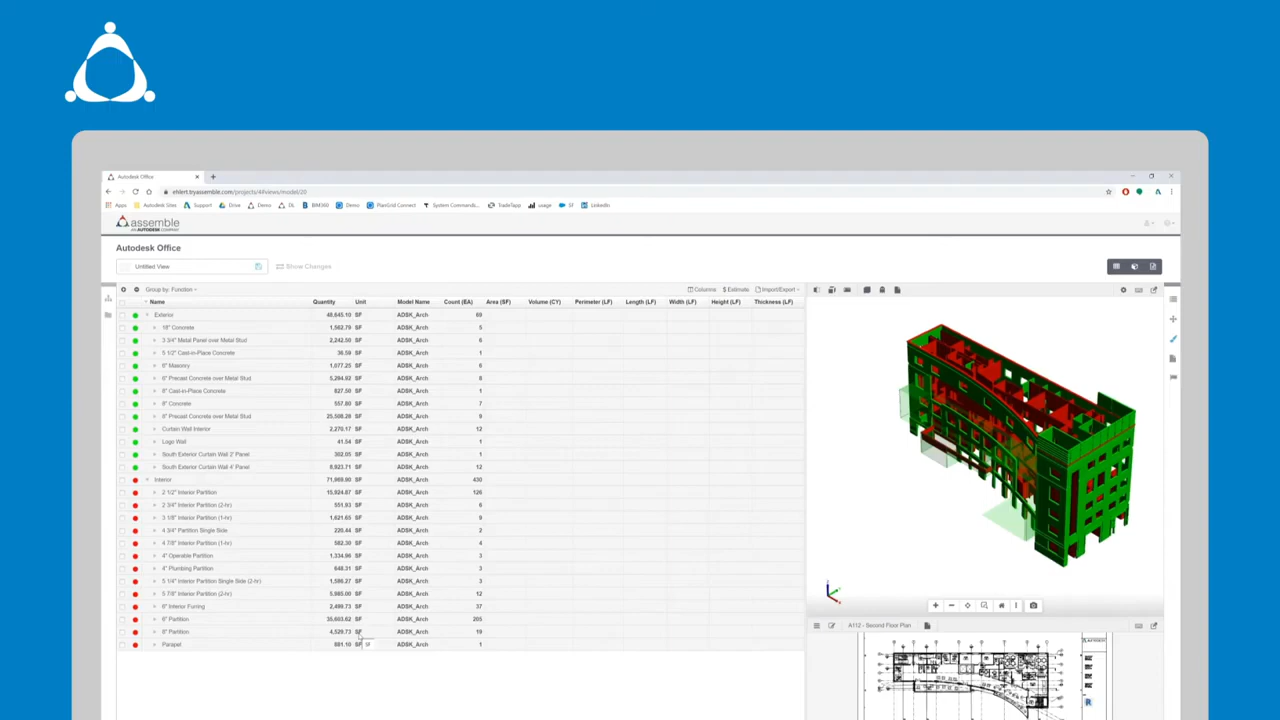 Autodesk Office
ehlert.tryassemble.com/projects/4#views/model/20
Apps Autodesk Sites Support Drive Demo DL BIM360 Demo PlanGrid Connect System Commands... TradeTapp usage SF LinkedIn
assemble
AN AUTODESK COMPANY
Autodesk Office
Untitled View Show Changes
Group by: Function Columns $ Estimate Import/Export
Name Quantity Unit Model Name Count (EA) Area (SF) Volume (CY) Perimeter (LF) Length (LF) Width (LF) Height (LF) Thickness (LF)
Exterior 48,645.10 SF ADSK_Arch 69
18" Concrete 1,562.79 SF ADSK_Arch 5
3 3/4" Metal Panel over Metal Stud 2,242.50 SF ADSK_Arch 6
5 1/2" Cast-in-Place Concrete 36.59 SF ADSK_Arch 1
6" Masonry 1,077.25 SF ADSK_Arch 6
6" Precast Concrete over Metal Stud 5,284.02 SF ADSK_Arch 8
8" Cast-in-Place Concrete 827.50 SF ADSK_Arch 1
8" Concrete 557.80 SF ADSK_Arch 7
8" Precast Concrete over Metal Stud 25,508.28 SF ADSK_Arch 9
Curtain Wall Interior 2,270.17 SF ADSK_Arch 12
Logo Wall 41.54 SF ADSK_Arch 1
South Exterior Curtain Wall 2' Panel 302.05 SF ADSK_Arch 1
South Exterior Curtain Wall 4' Panel 8,923.71 SF ADSK_Arch 12
Interior 71,969.90 SF ADSK_Arch 430
2 1/2" Interior Partition 15,924.87 SF ADSK_Arch 126
2 3/4" Interior Partition (2-hr) 551.93 SF ADSK_Arch 6
3 1/8" Interior Partition (1-hr) 1,621.65 SF ADSK_Arch 9
4 3/4" Partition Single Side 220.44 SF ADSK_Arch 2
4 7/8" Interior Partition (1-hr) 582.30 SF ADSK_Arch 4
4" Operable Partition 1,334.96 SF ADSK_Arch 3
4" Plumbing Partition 648.31 SF ADSK_Arch 3
5 1/4" Interior Partition Single Side (2-hr) 1,586.27 SF ADSK_Arch 3
5 7/8" Interior Partition (2-hr) 5,985.00 SF ADSK_Arch 12
6" Interior Furring 2,499.73 SF ADSK_Arch 37
6" Partition 35,603.62 SF ADSK_Arch 205
8" Partition 4,529.73 SF ADSK_Arch 19
Parapet 881.10 SF SF ADSK_Arch 1
A112 - Second Floor Plan